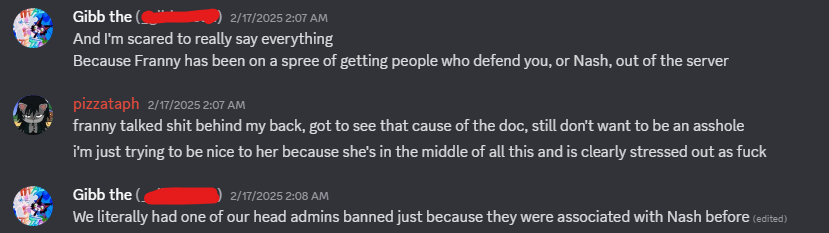 Gibb the ( ) 2/17/2025 2:07 AM
And I'm scared to really say everything
Because Franny has been on a spree of getting people who defend you, or Nash, out of the server
pizzataph 2/17/2025 2:07 AM
franny talked shit behind my back, got to see that cause of the doc, still don't want to be an asshole
i'm just trying to be nice to her because she's in the middle of all this and is clearly stressed out as fuck
Gibb the ( ) 2/17/2025 2:08 AM
We literally had one of our head admins banned just because they were associated with Nash before (edited)